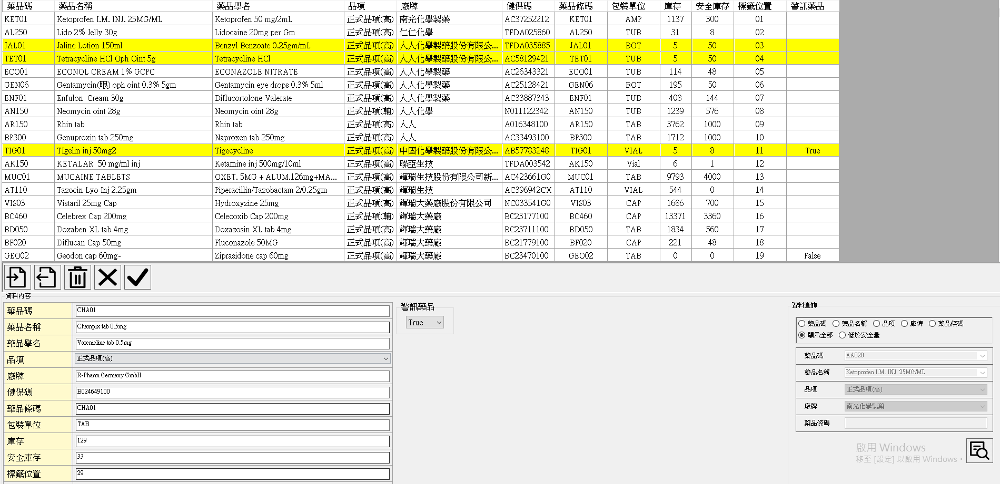 藥品碼 藥品名稱 藥品學名 品項 廠牌 健保碼 藥品條碼 包裝單位 庫存 安全庫存 標籤位置 警訊藥品
KET01 Ketoprofen I.M. INJ. 25MG/ML Ketoprofen 50 mg/2mL 正式品項(高) 南光化學製藥 AC37252212 KET01 AMP 1137 300 01
AL250 Lido 2% Jelly 30g Lidocaine 20mg per Gm 正式品項(高) 仁仁化學 TFDA025860 AL250 TUB 31 8 02
JAL01 Jaline Lotion 150ml Benzyl Benzoate 0.25gm/mL 正式品項(高) 人人化學製藥股份有限公... TFDA035885 JAL01 BOT 5 50 03
TET01 Tetracycline HCl Oph Oint 5g Tetracycline HCl 正式品項(高) 人人化學製藥股份有限公... AC58129421 TET01 TUB 5 50 04
ECO01 ECONOL CREAM 1% GCPC ECONAZOLE NITRATE 正式品項(高) 人人化學製藥 AC26343321 ECO01 TUB 114 48 05
GEN06 Gentamycin(眼) oph oint 0.3% 5gm Gentamycin eye drops 0.3% 5ml 正式品項(高) 人人化學製藥 AC25128421 GEN06 BOT 195 50 06
ENF01 Enfulon Cream 30g Diflucortolone Valerate 正式品項(高) 人人化學製藥 AC33887343 ENF01 TUB 408 144 07
AN150 Neomycin oint 28g Neomycin oint 28g 正式品項(輔) 人人化學 N011122342 AN150 TUB 1239 576 08
AR150 Rhin tab Rhin tab 正式品項(高) 人人 A016348100 AR150 TAB 3762 1000 09
BP300 Genuproxin tab 250mg Naproxen tab 250mg 正式品項(高) 人人 AC33493100 BP300 TAB 1712 1000 10
TIG01 TIgelin inj 50mg2 Tigecycline 正式品項(高) 中國化學製藥股份有限公... AB57783248 TIG01 VIAL 5 8 11 True
AK150 KETALAR 50 mg/ml inj Ketamine inj 500mg/10ml 正式品項(高) 聯亞生技 TFDA003542 AK150 Vial 6 1 12
MUC01 MUCAINE TABLETS OXET. 5MG + ALUM.126mg+MA... 正式品項(高) 輝瑞生技股份有限公司新... AC423661G0 MUC01 TAB 9793 4000 13
AT110 Tazocin Lyo Inj 2.25gm Piperacillin/Tazobactam 2/0.25gm 正式品項(高) 輝瑞生技 AC396942CX AT110 VIAL 544 0 14
VIS03 Vistaril 25mg Cap Hydroxyzine 25mg 正式品項(高) 輝瑞大藥廠股份有限公司 NC033541G0 VIS03 CAP 1686 700 15
BC460 Celebrex Cap 200mg Celecoxib Cap 200mg 正式品項(輔) 輝瑞大藥廠 BC23177100 BC460 CAP 13371 3360 16
BD050 Doxaben XL tab 4mg Doxazosin XL tab 4mg 正式品項(高) 輝瑞大藥廠 BC23711100 BD050 TAB 1834 560 17
BF020 Diflucan Cap 50mg Fluconazole 50MG 正式品項(高) 輝瑞大藥廠 BC21779100 BF020 CAP 221 48 18
GEO02 Geodon cap 60mg- Ziprasidone cap 60mg 正式品項(高) 輝瑞大藥廠 BC23470100 GEO02 TAB 0 0 19 False
資料內容
藥品碼 CHA01
藥品名稱 Champix tab 0.5mg
藥品學名 Varenicline tab 0.5mg
品項 正式品項(高)
廠牌 R-Pharm Germany GmbH
健保碼 B024649100
藥品條碼 CHA01
包裝單位 TAB
庫存 129
安全庫存 33
標籤位置 29
警訊藥品
True
資料查詢
藥品碼 藥品名稱 品項 廠牌 藥品條碼
顯示全部 低於安全量
藥品碼 AA020
藥品名稱 Ketoprofen I.M. INJ. 25MG/ML
品項 正式品項(高)
廠牌 南光化學製藥
藥品條碼
啟用 Windows
移至 [設定] 以啟用 Windows。